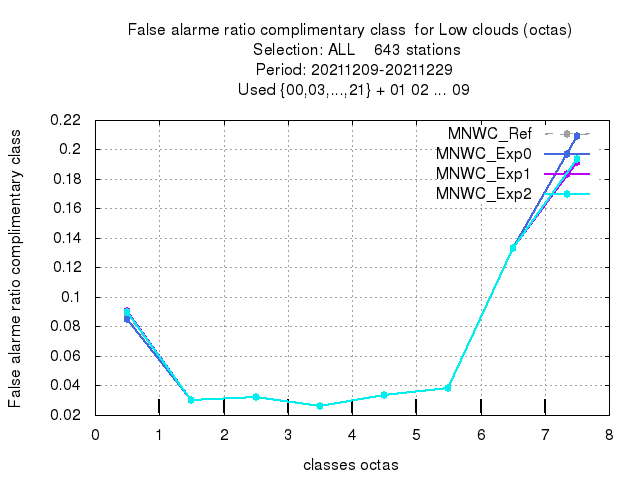 False alarme ratio complimentary class  for Low clouds (octas)
Selection: ALL    643 stations
Period: 20211209-20211229
Used {00,03,...,21} + 01 02 ... 09
False alarme ratio complimentary class
0.22
0.2
0.18
0.16
0.14
0.12
0.1
0.08
0.06
0.04
0.02
MNWC_Ref
MNWC_Exp0
MNWC_Exp1
MNWC_Exp2
0 1 2 3 4 5 6 7 8
classes octas